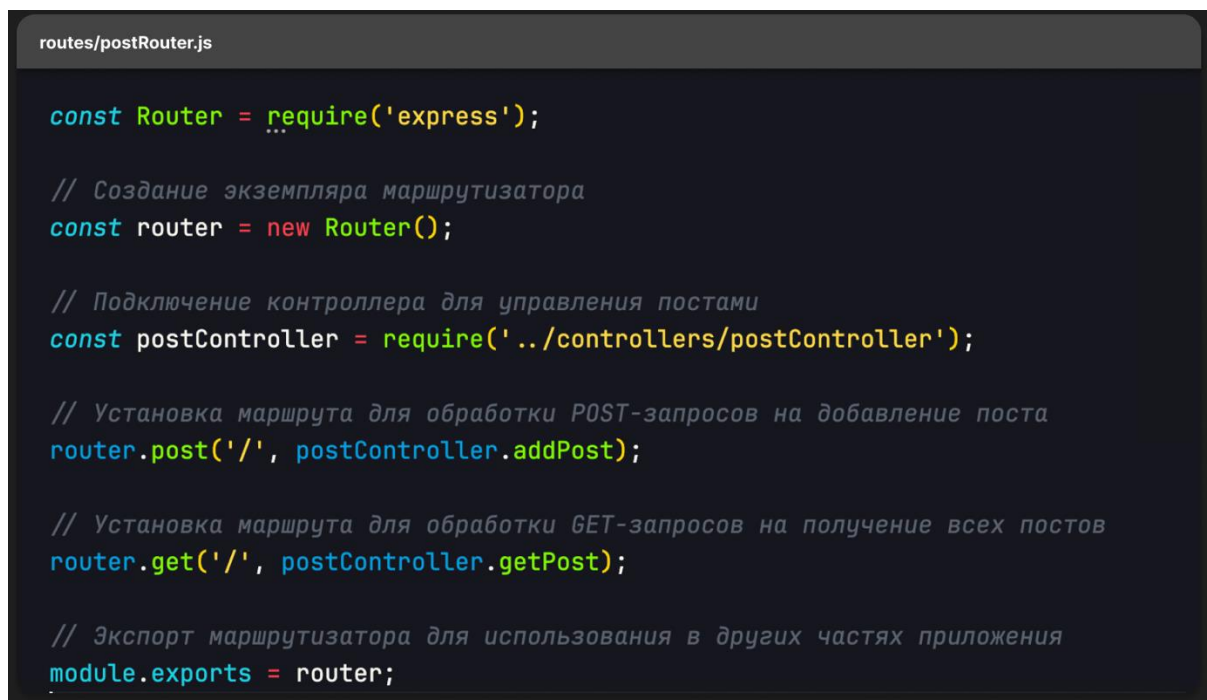 routes/postRouter.js
const Router = require('express');
// Создание экземпляра маршрутизатора
const router = new Router();
// Подключение контроллера для управления постами
const postController = require('../controllers/postController');
// Установка маршрута для обработки POST-запросов на добавление поста
router.post('/', postController.addPost);
// Установка маршрута для обработки GET-запросов на получение всех постов
router.get('/', postController.getPost);
// Экспорт маршрутизатора для использования в других частях приложения
module.exports = router;